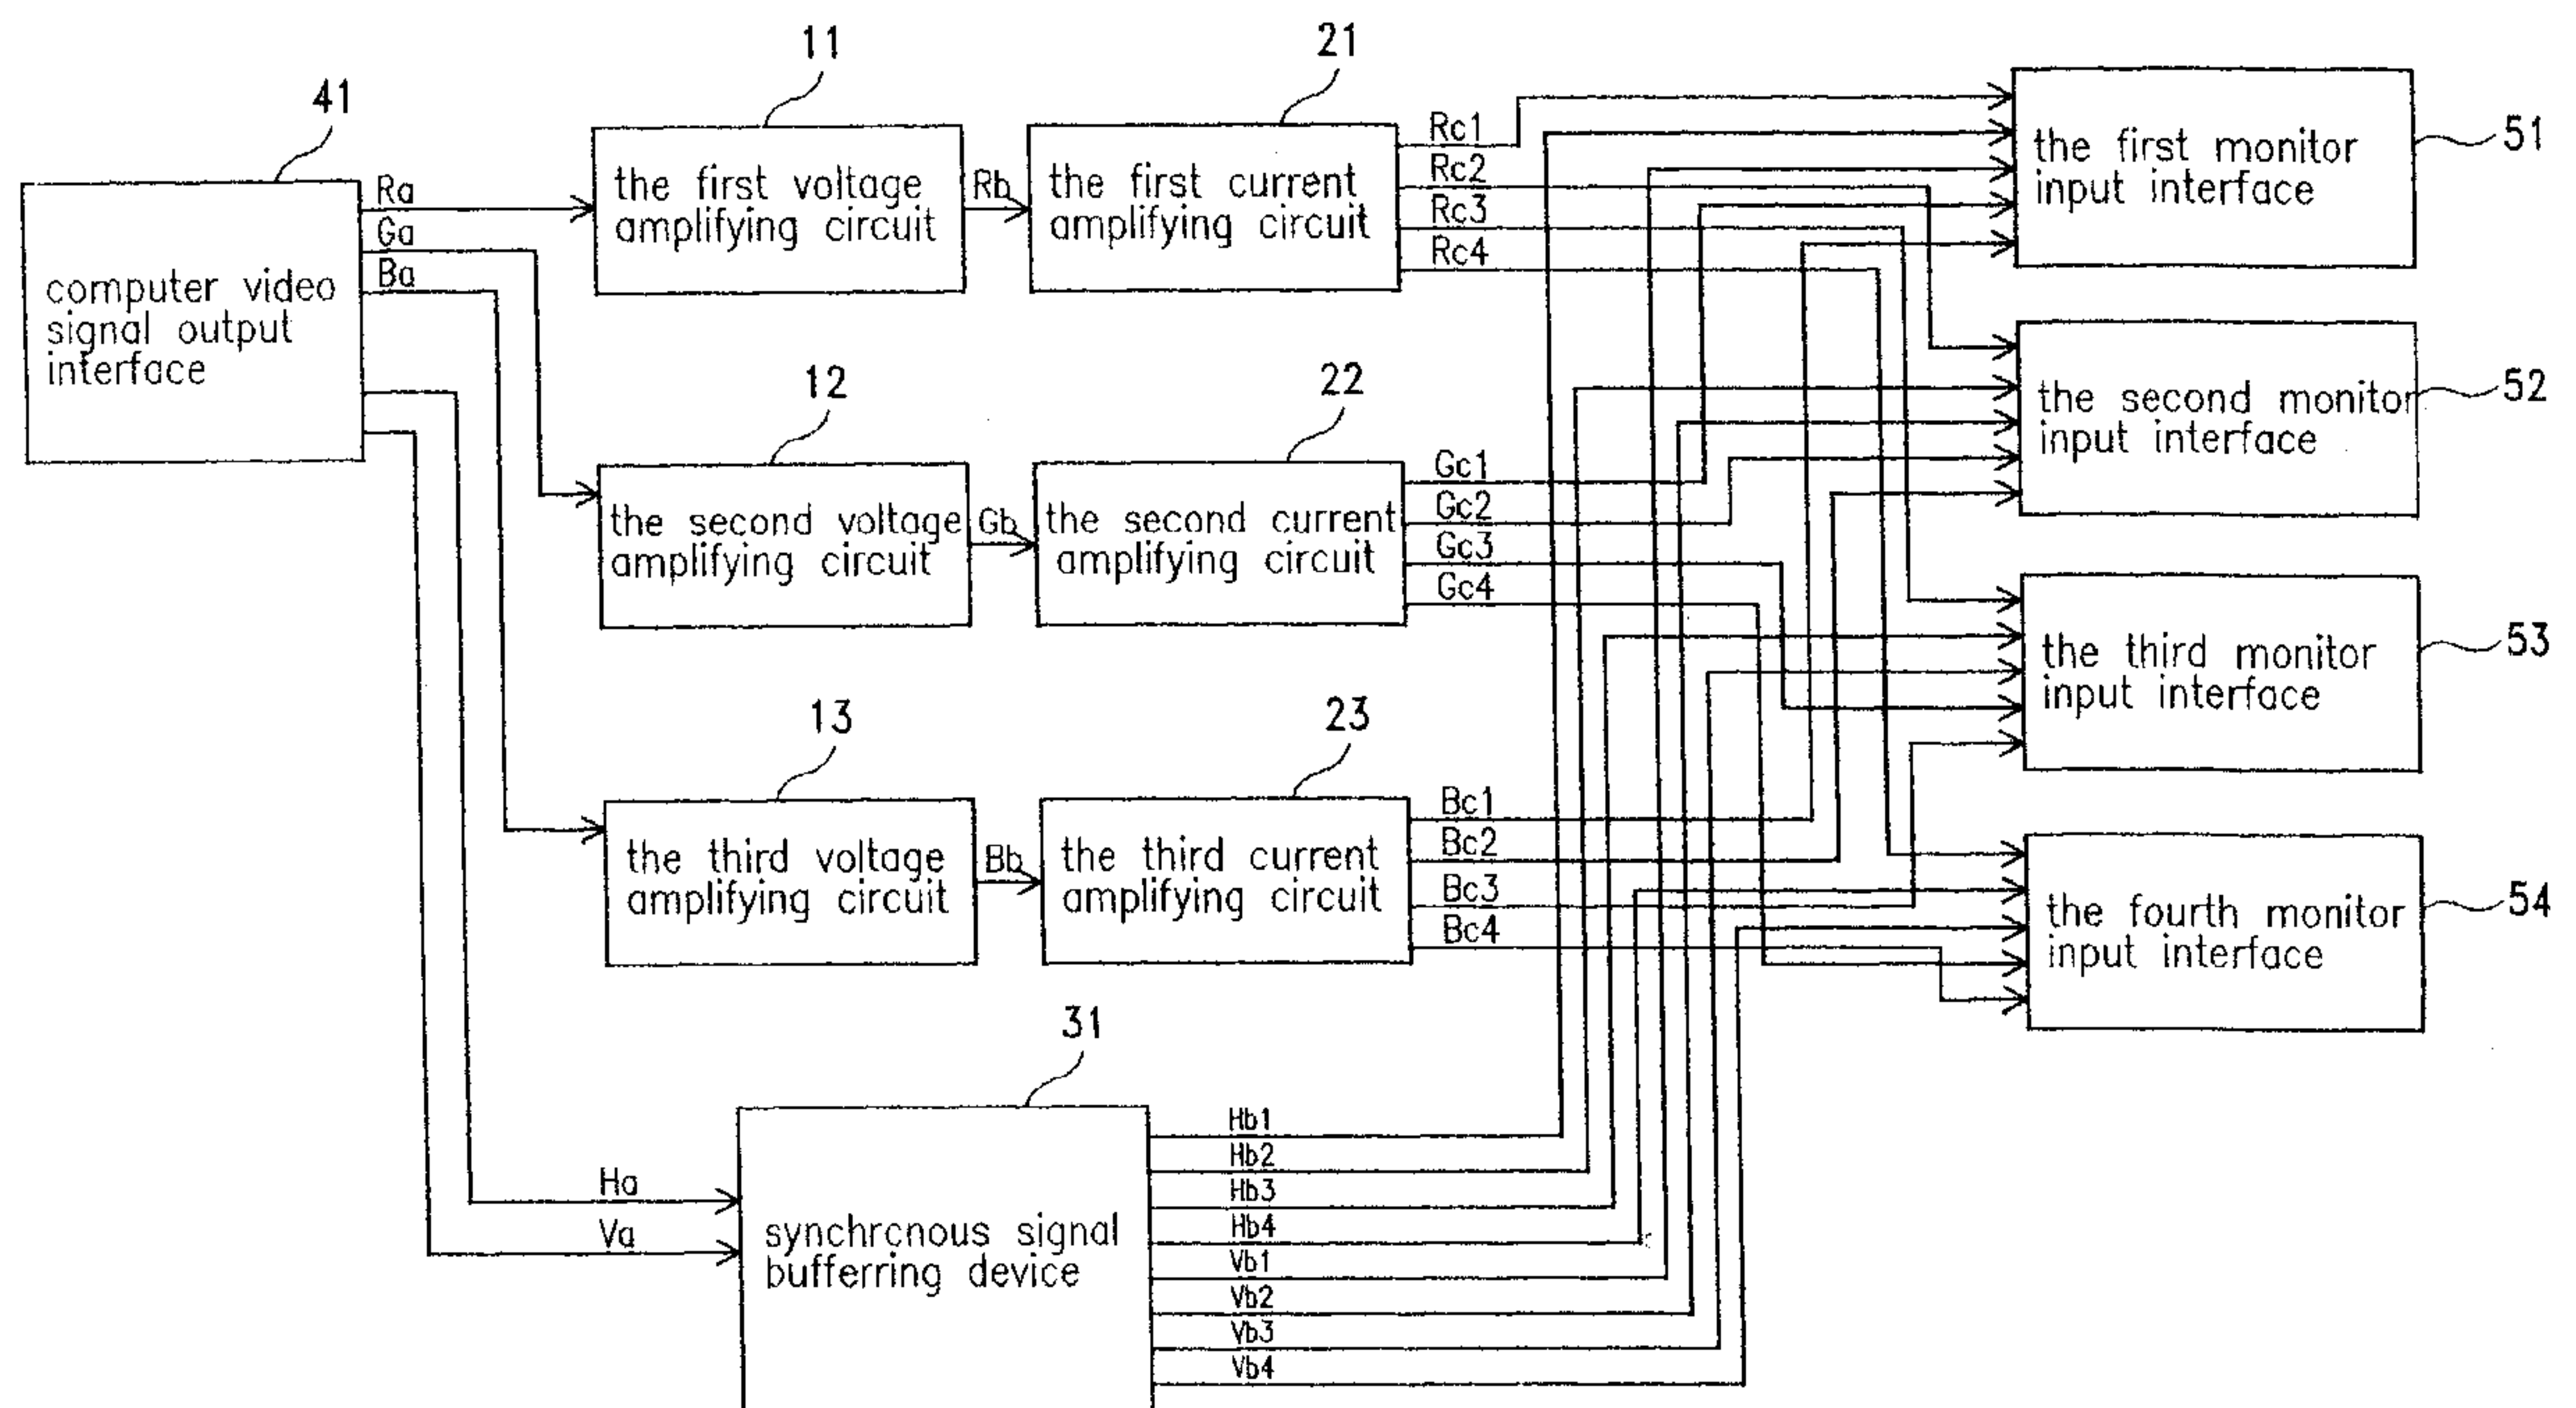 11
21
41
51
Ra
Ga
Ba
computer video
signal output
interface
the first voltage
amplifying circuit
Rb
the first current
amplifying circuit
Rc1
Rc2
Rc3
Rc4
the first monitor
input interface
12
22
52
the second voltage
amplifying circuit
Gb
the second current
amplifying circuit
Gc1
Gc2
Gc3
Gc4
the second monitor
input interface
53
the third monitor
input interface
13
23
the third voltage
amplifying circuit
Bb
the third current
amplifying circuit
Bc1
Bc2
Bc3
Bc4
54
the fourth monitor
input interface
31
Ha
Va
synchrcnous signal
bufferring device
Hb1
Hb2
Hb3
Hb4
Vb1
Vb2
Vb3
Vb4